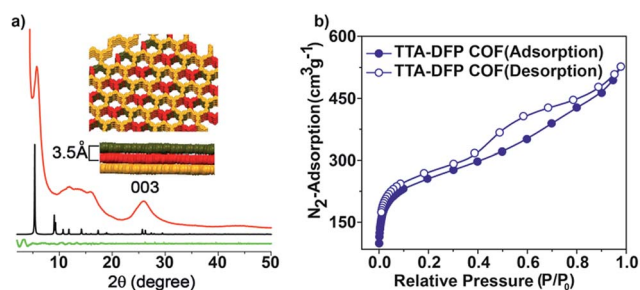 a)
3.5Å
003
10 20 30 40 50
2θ (degree)
b)
N2-Adsorption(cm3g-1)
600
450
300
150
TTA-DFP COF(Adsorption)
TTA-DFP COF(Desorption)
0.0 0.2 0.4 0.6 0.8 1.0
Relative Pressure (P/P0)